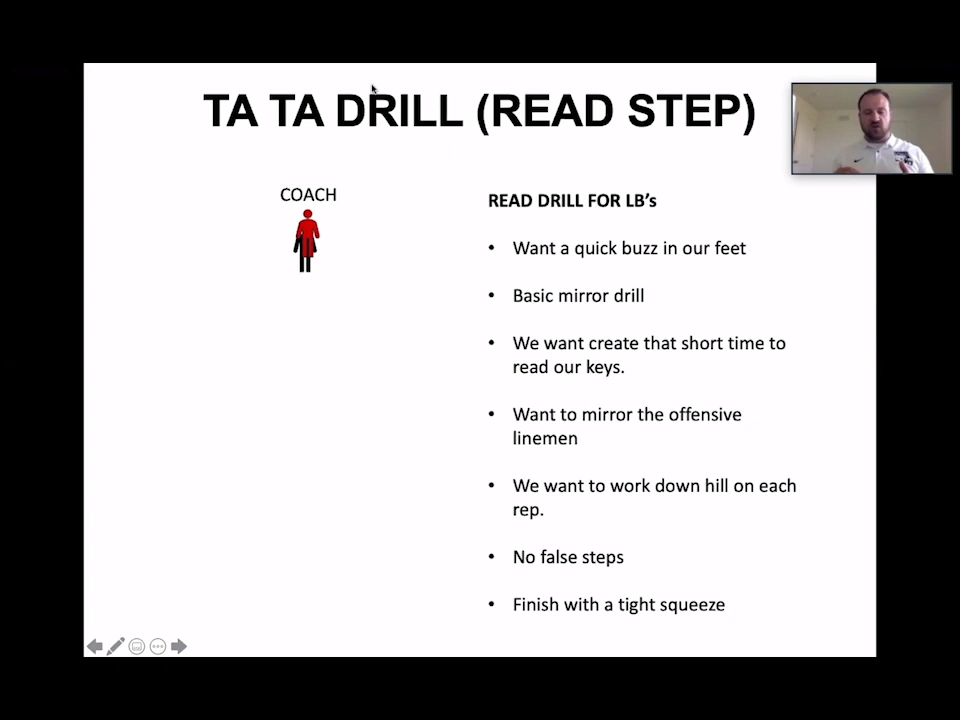 TA TA DRILL (READ STEP)
COACH
READ DRILL FOR LB's
• Want a quick buzz in our feet
• Basic mirror drill
• We want create that short time to
read our keys.
• Want to mirror the offensive
linemen
• We want to work down hill on each
rep.
• No false steps
• Finish with a tight squeeze